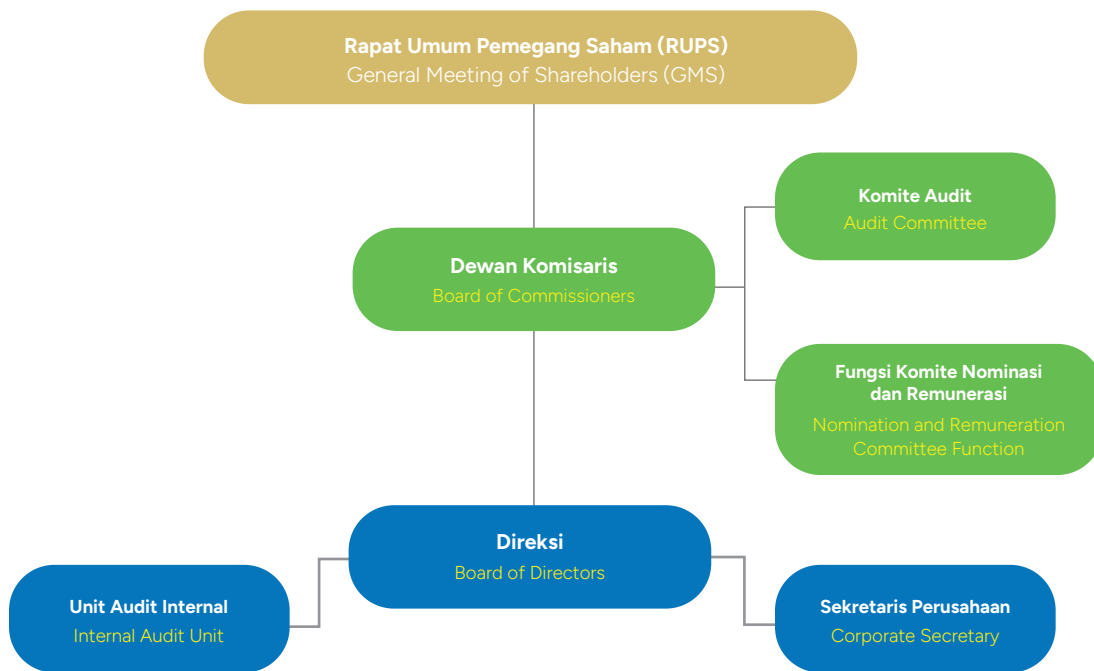 Rapat Umum Pemegang Saham (RUPS)
General Meeting of Shareholders (GMS)
Komite Audit
Audit Committee
Dewan Komisaris
Board of Commissioners
Fungsi Komite Nominasi
dan Remunerasi
Nomination and Remuneration
Committee Function
Direksi
Board of Directors
Unit Audit Internal
Internal Audit Unit
Sekretaris Perusahaan
Corporate Secretary